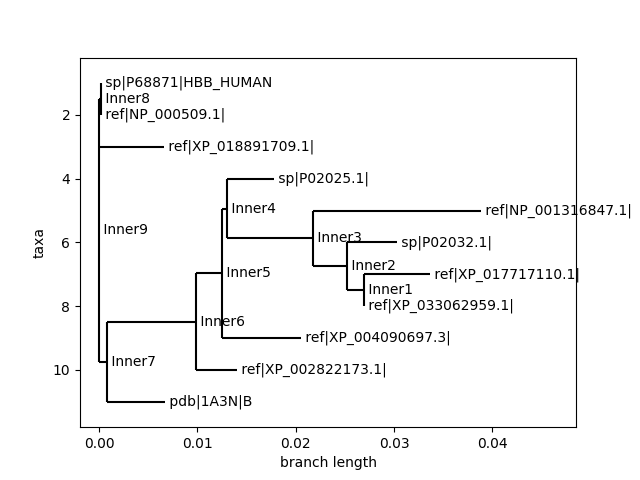 sp|P68871|HBB_HUMAN
Inner8
2
ref|NP_000509.1|
ref|XP_018891709.1|
4
sp|P02025.1|
Inner4
ref|NP_001316847.1|
Inner9
taxa
Inner3
6
sp|P02032.1|
Inner2
Inner5
ref|XP_017717110.1|
Inner1
8
ref|XP_033062959.1|
Inner6
ref|XP_004090697.3|
Inner7
10
ref|XP_002822173.1|
pdb|1A3N|B
0.00 0.01 0.02 0.03 0.04
branch length